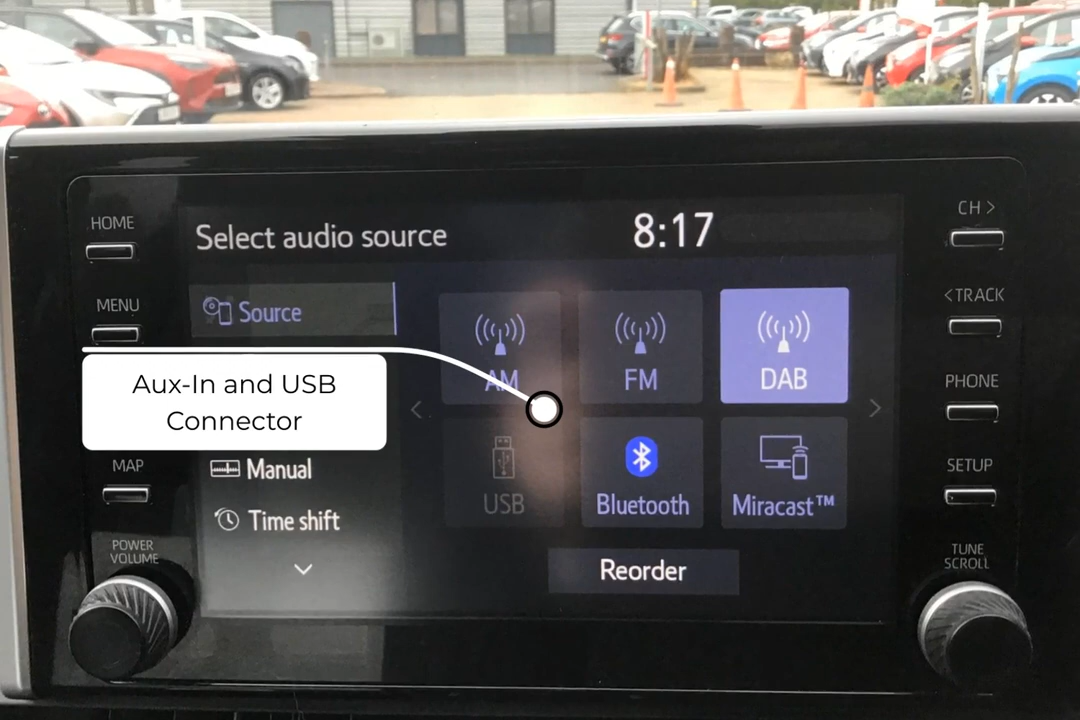 HOME
MENU
MAP
POWER
VOLUME
Select audio source
8:17
Source
Aux-In and USB
Connector
Manual
Time shift
AM
FM
DAB
USB
Bluetooth
Miracast™
Reorder
CH >
< TRACK
PHONE
SETUP
TUNE
SCROLL